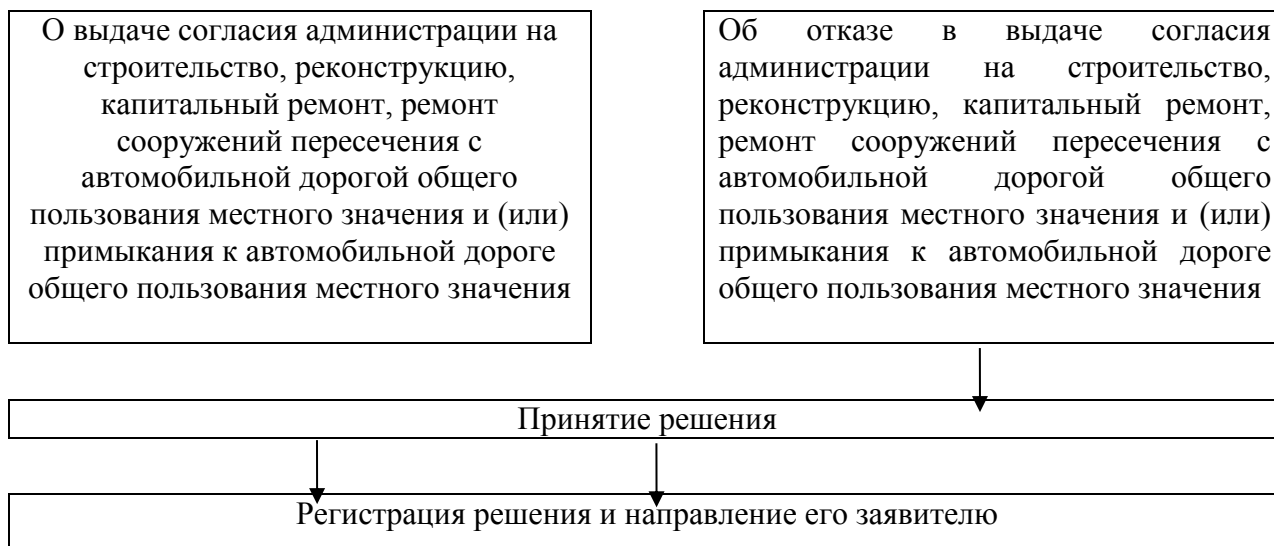 О выдаче согласия администрации на
строительство, реконструкцию,
капитальный ремонт, ремонт
сооружений пересечения с
автомобильной дорогой общего
пользования местного значения и (или)
примыкания к автомобильной дороге
общего пользования местного значения
Об отказе в выдаче согласия
администрации на строительство,
реконструкцию, капитальный ремонт,
ремонт сооружений пересечения с
автомобильной дорогой общего
пользования местного значения и (или)
примыкания к автомобильной дороге
общего пользования местного значения
Принятие решения
Регистрация решения и направление его заявителю